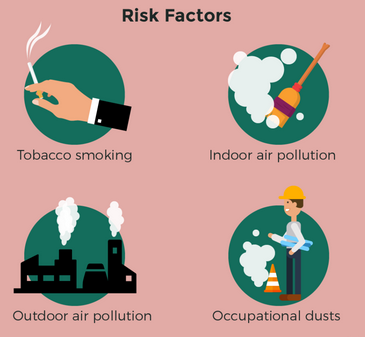 Risk Factors
Tobacco smoking
Indoor air pollution
Outdoor air pollution
Occupational dusts